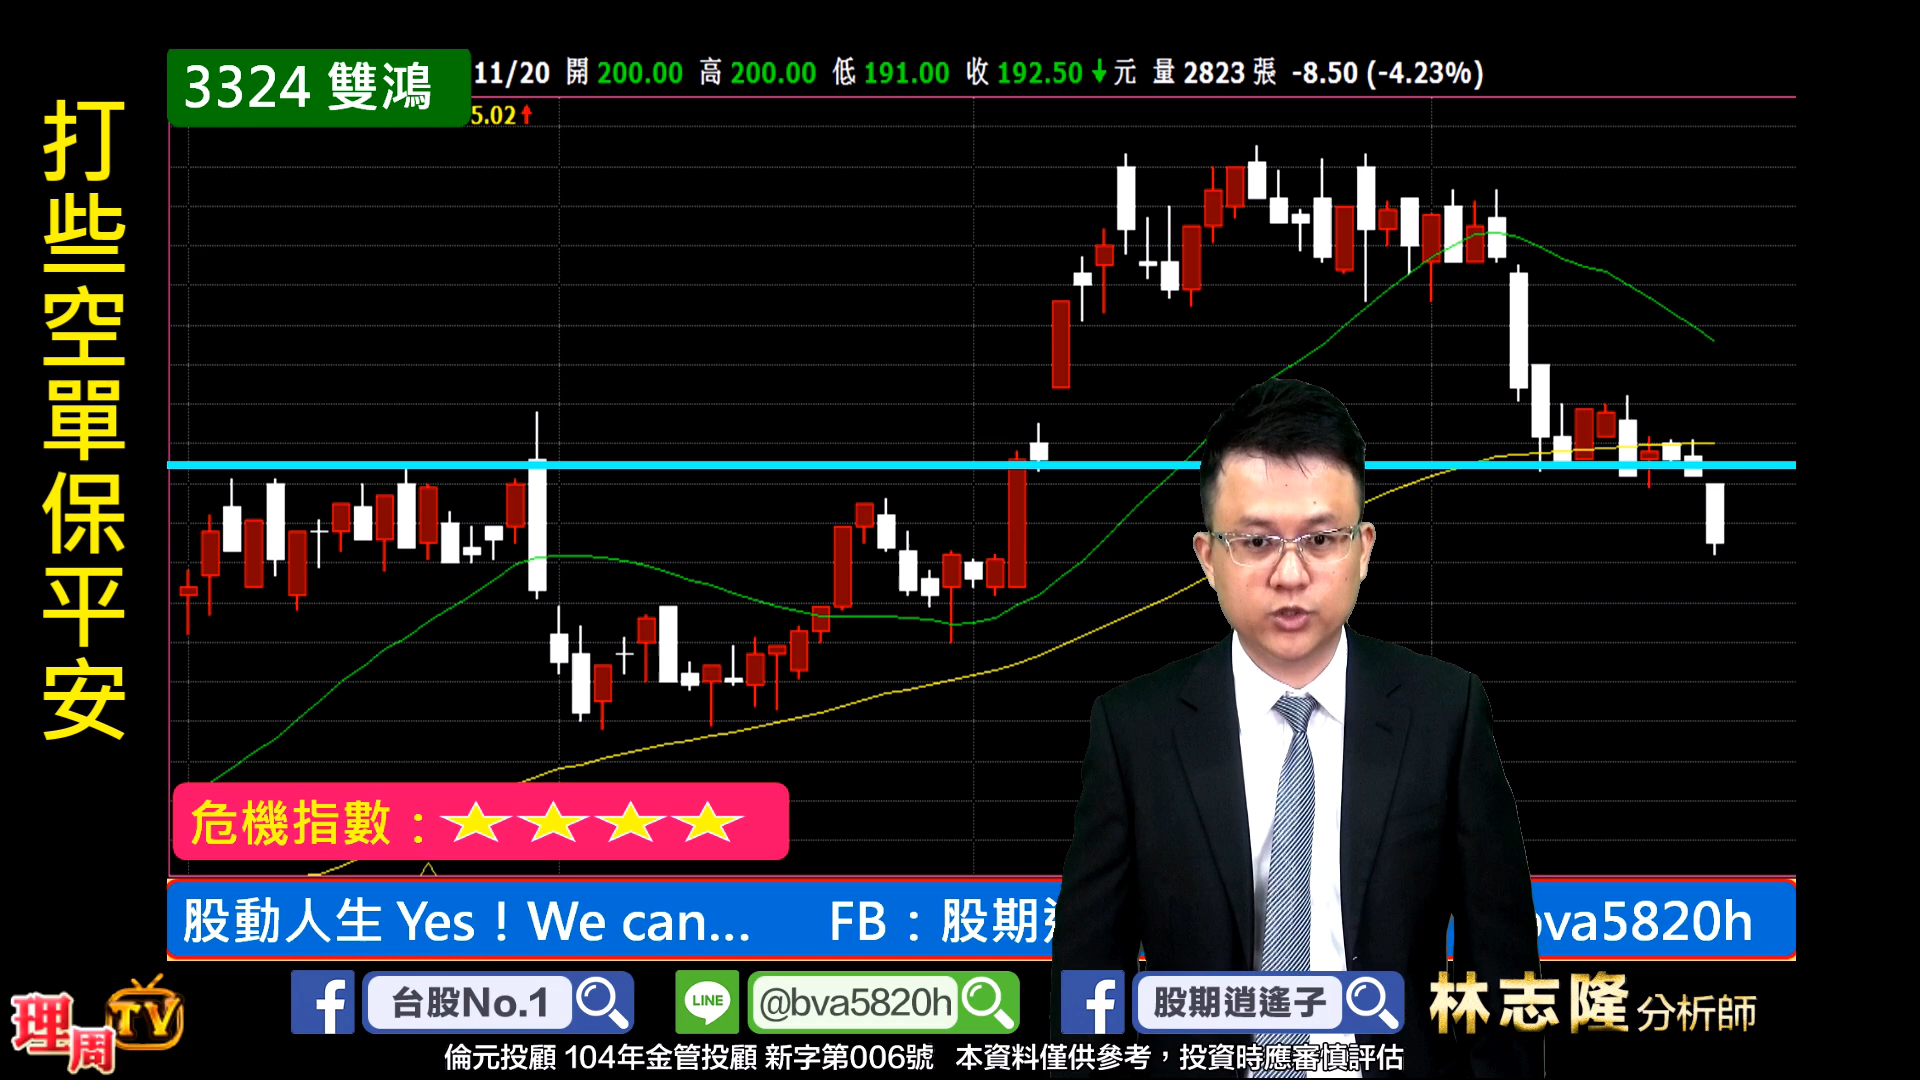 打些空單保平安
3324 雙鴻
11/20 開 200.00 高 200.00 低 191.00 收 192.50↓元 量 2823 張 -8.50 (-4.23%)
5.02↑
危機指數：★★★★
股動人生 Yes！We can... FB：股期 bva5820h
理周TV
台股No.1
LINE
@bva5820h
股期逍遙子
林志隆 分析師
倫元投顧 104年金管投顧 新字第006號 本資料僅供參考，投資時應審慎評估